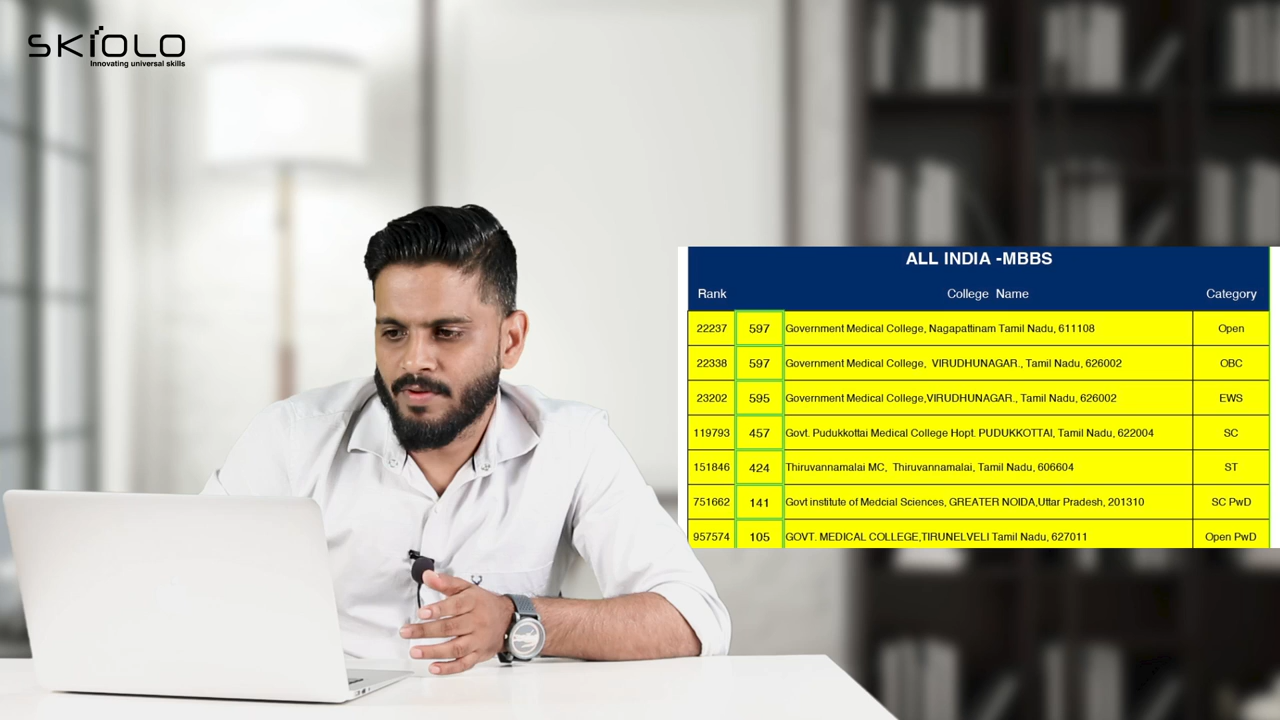 SKIOLO
Innovating universal skills
ALL INDIA -MBBS
Rank College Name Category
22237 597 Government Medical College, Nagapattinam Tamil Nadu, 611108 Open
22338 597 Government Medical College, VIRUDHUNAGAR., Tamil Nadu, 626002 OBC
23202 595 Government Medical College,VIRUDHUNAGAR., Tamil Nadu, 626002 EWS
119793 457 Govt. Pudukkottai Medical College Hopt. PUDUKKOTTAI, Tamil Nadu, 622004 SC
151846 424 Thiruvannamalai MC, Thiruvannamalai, Tamil Nadu, 606604 ST
751662 141 Govt institute of Medcial Sciences, GREATER NOIDA,Uttar Pradesh, 201310 SC PwD
957574 105 GOVT. MEDICAL COLLEGE,TIRUNELVELI Tamil Nadu, 627011 Open PwD